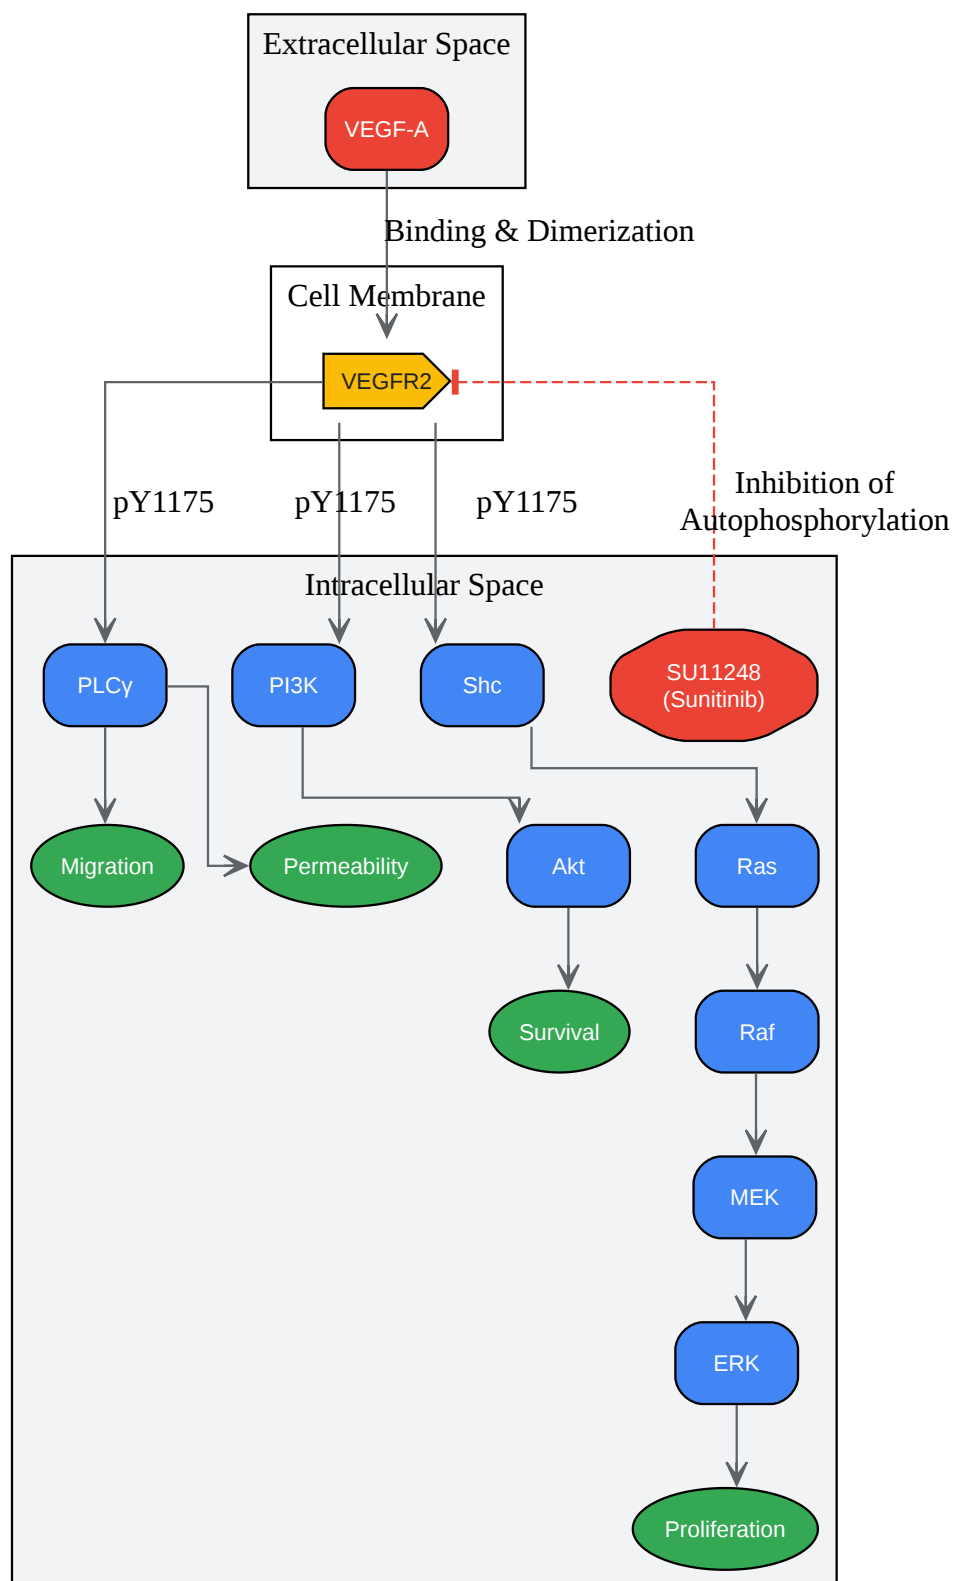 Extracellular Space
VEGF-A
Binding & Dimerization
Cell Membrane
VEGFR2
pY1175
pY1175
pY1175
Inhibition of
Autophosphorylation
Intracellular Space
PLCγ
PI3K
Shc
SU11248
(Sunitinib)
Migration
Permeability
Akt
Ras
Survival
Raf
MEK
ERK
Proliferation